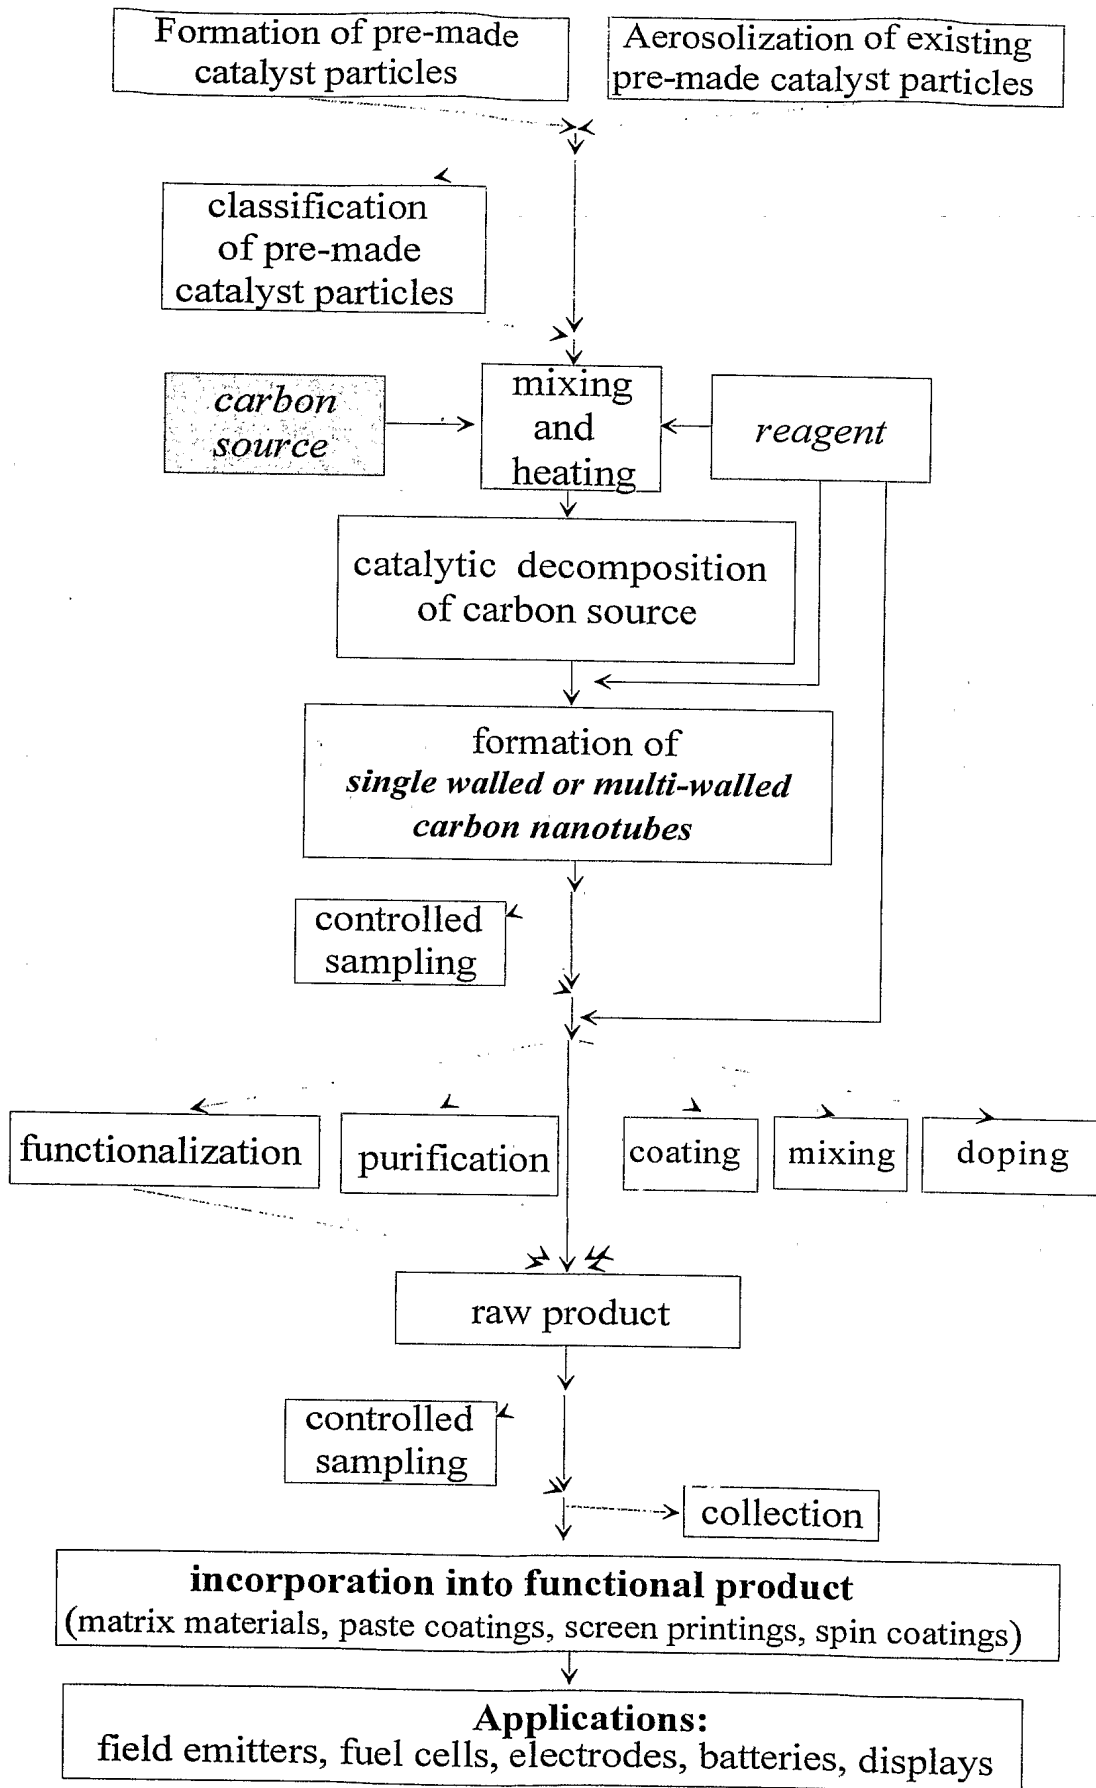 Formation of pre-made
catalyst particles
Aerosolization of existing
pre-made catalyst particles
classification
of pre-made
catalyst particles
carbon
source
mixing
and
heating
reagent
catalytic decomposition
of carbon source
formation of
single walled or multi-walled
carbon nanotubes
controlled
sampling
functionalization
purification
coating
mixing
doping
raw product
controlled
sampling
collection
incorporation into functional product
(matrix materials, paste coatings, screen printings, spin coatings)
Applications:
field emitters, fuel cells, electrodes, batteries, displays